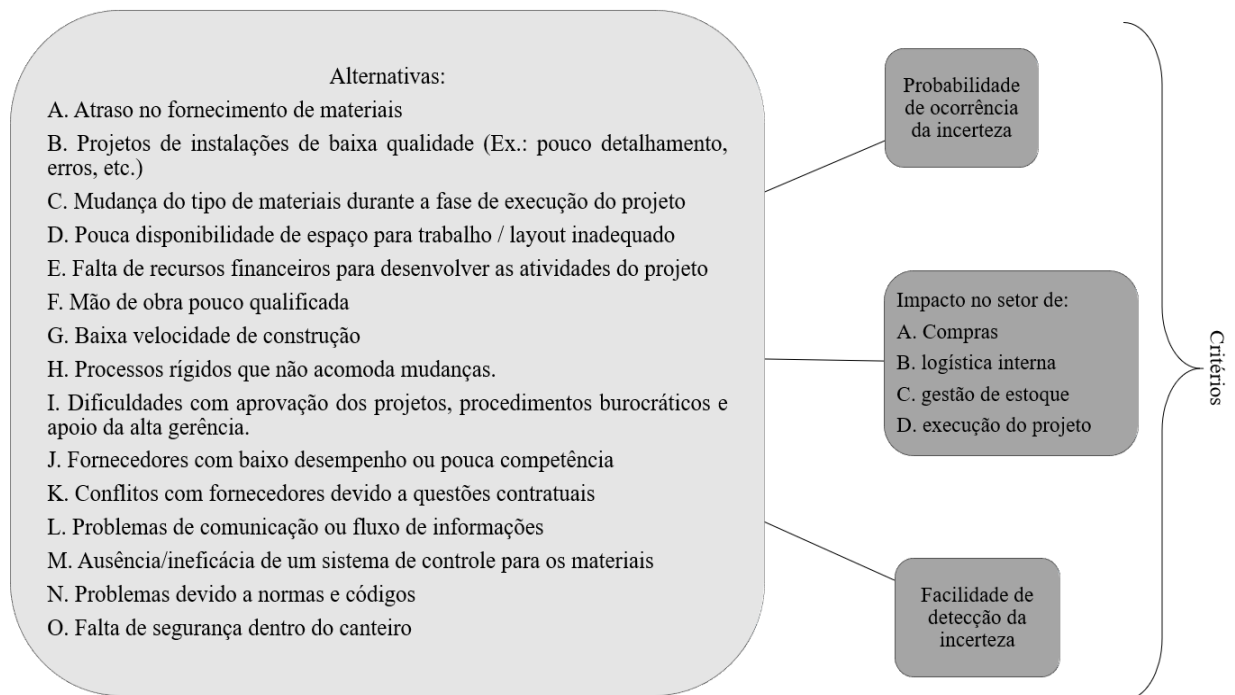 Alternativas:
A. Atraso no fornecimento de materiais
B. Projetos de instalações de baixa qualidade (Ex.: pouco detalhamento,
erros, etc.)
C. Mudança do tipo de materiais durante a fase de execução do projeto
D. Pouca disponibilidade de espaço para trabalho / layout inadequado
E. Falta de recursos financeiros para desenvolver as atividades do projeto
F. Mão de obra pouco qualificada
G. Baixa velocidade de construção
H. Processos rígidos que não acomoda mudanças.
I. Dificuldades com aprovação dos projetos, procedimentos burocráticos e
apoio da alta gerência.
J. Fornecedores com baixo desempenho ou pouca competência
K. Conflitos com fornecedores devido a questões contratuais
L. Problemas de comunicação ou fluxo de informações
M. Ausência/ineficácia de um sistema de controle para os materiais
N. Problemas devido a normas e códigos
O. Falta de segurança dentro do canteiro
Probabilidade
de ocorrência
da incerteza
Impacto no setor de:
A. Compras
B. logística interna
C. gestão de estoque
D. execução do projeto
Facilidade de
detecção da
incerteza
Critérios